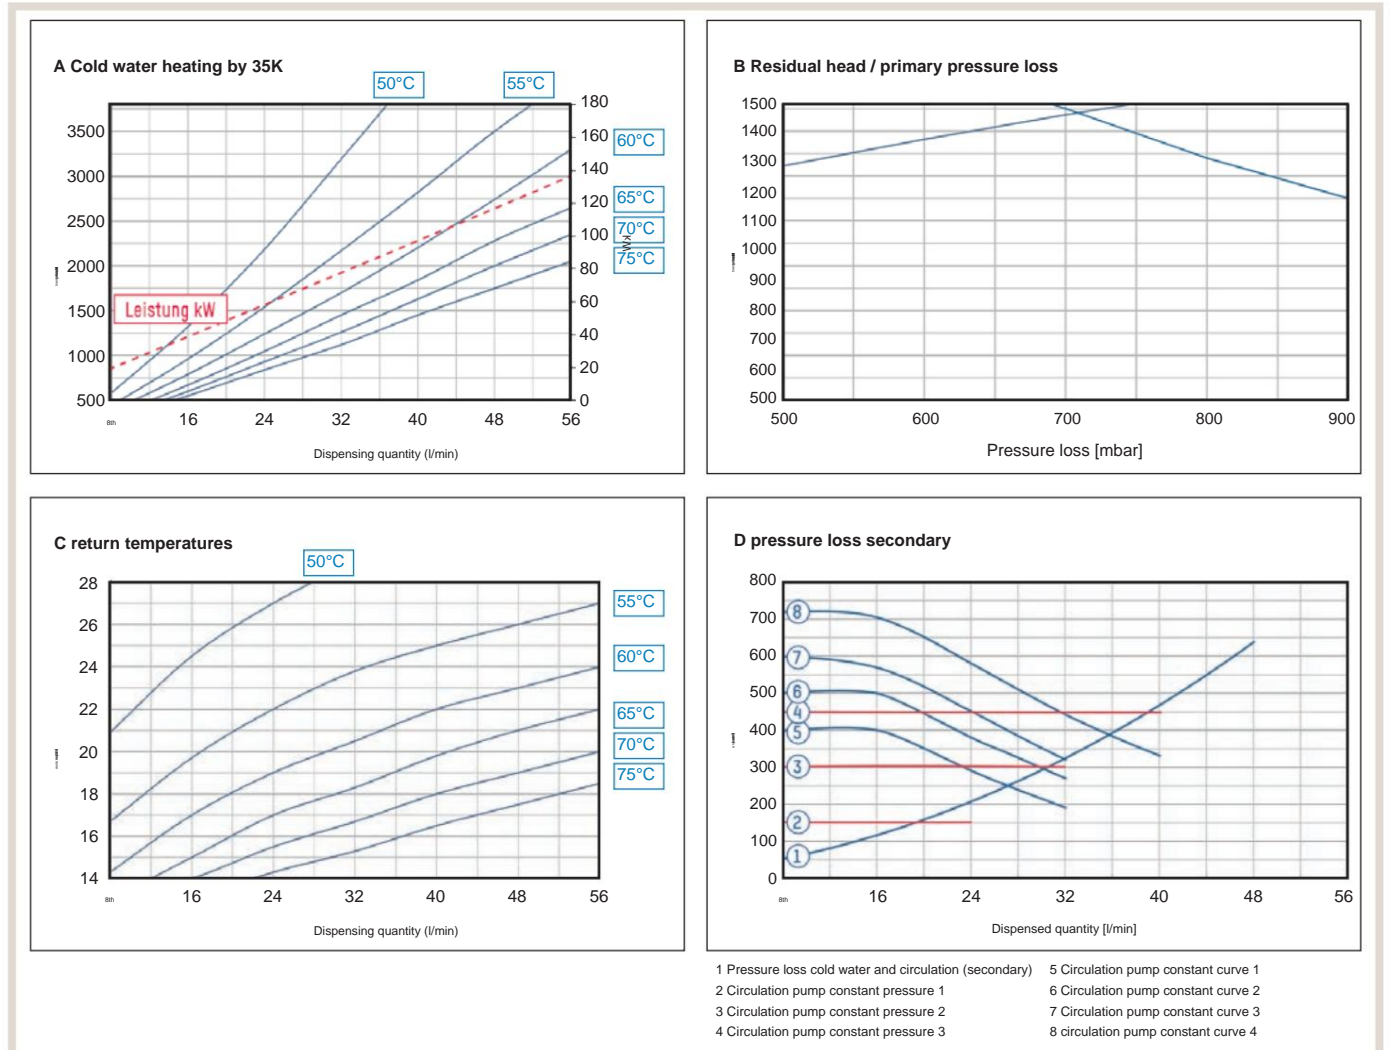 A Cold water heating by 35K
50°C
55°C
180
3500
160
60°C
3000
140
65°C
120
2500
70°C
100
kW
75°C
2000
80
Leistung kW
1500
60
40
1000
20
500
0
8th
16
24
32
40
48
56
Dispensing quantity (l/min)
B Residual head / primary pressure loss
1500
1400
1300
1200
1100
1000
900
800
700
600
500
500
600
700
800
900
Pressure loss [mbar]
C return temperatures
50°C
28
55°C
26
60°C
24
65°C
22
70°C
20
75°C
18
16
14
8th
16
24
32
40
48
56
Dispensing quantity (l/min)
D pressure loss secondary
800
700
600
500
400
300
200
100
0
8
7
6
4
5
3
2
1
8th
16
24
32
40
48
56
Dispensed quantity [l/min]
1 Pressure loss cold water and circulation (secondary)
2 Circulation pump constant pressure 1
3 Circulation pump constant pressure 2
4 Circulation pump constant pressure 3
5 Circulation pump constant curve 1
6 Circulation pump constant curve 2
7 Circulation pump constant curve 3
8 circulation pump constant curve 4